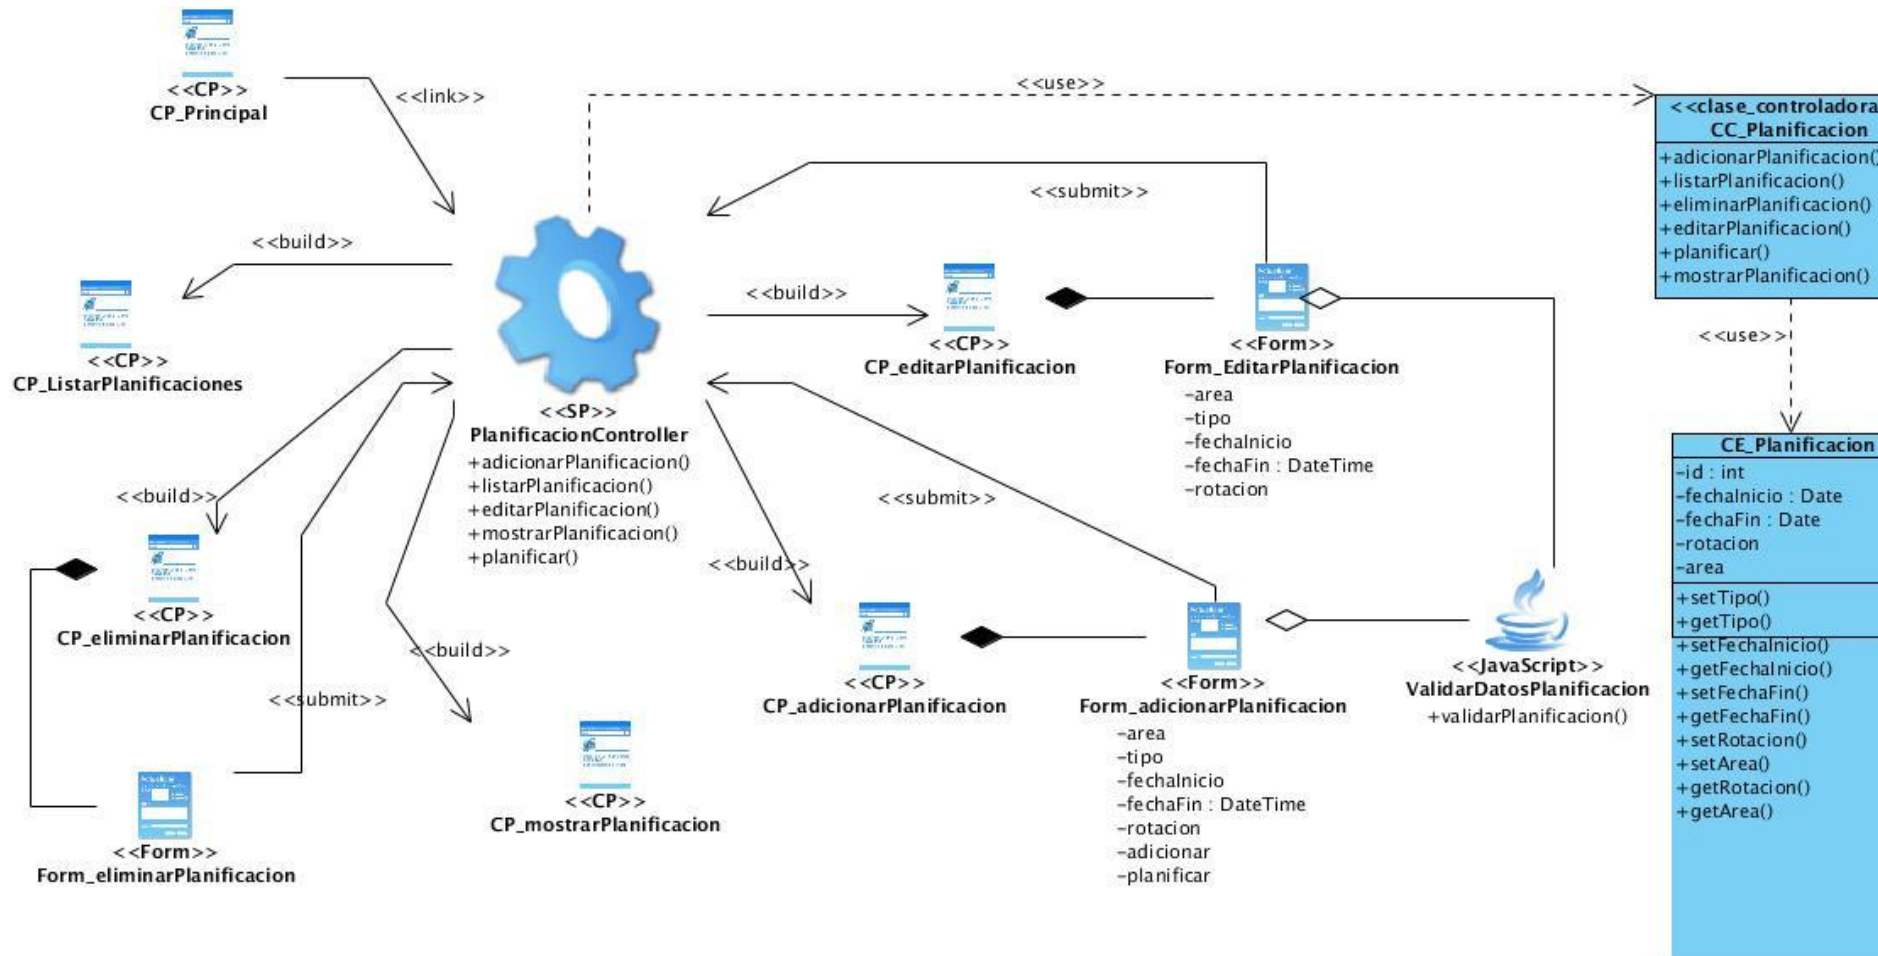 <<CP>>
CP_Principal
<<link>>
<<use>>
<<clase_controladora
CC_Planificacion
+adicionarPlanificacion()
+listarPlanificacion()
+eliminarPlanificacion()
+editarPlanificacion()
+planificar()
+mostrarPlanificacion()
<<submit>>
<<build>>
<<CP>>
CP_ListarPlanificaciones
<<build>>
<<CP>>
CP_editarPlanificacion
<<Form>>
Form_EditarPlanificacion
-area
-tipo
-fechaInicio
-fechaFin : DateTime
-rotacion
<<use>>
<<SP>>
PlanificacionController
+adicionarPlanificacion()
+listarPlanificacion()
+editarPlanificacion()
+mostrarPlanificacion()
+planificar()
CE_Planificacion
-id : int
-fechaInicio : Date
-fechaFin : Date
-rotacion
-area
+setTipo()
+getTipo()
+setFechaInicio()
+getFechaInicio()
+setFechaFin()
+getFechaFin()
+setRotacion()
+setArea()
+getRotacion()
+getArea()
<<build>>
<<CP>>
CP_eliminarPlanificacion
<<submit>>
<<build>>
<<submit>>
<<build>>
<<CP>>
CP_adicionarPlanificacion
<<Form>>
Form_adicionarPlanificacion
-area
-tipo
-fechaInicio
-fechaFin : DateTime
-rotacion
-adicionar
-planificar
<<JavaScript>>
ValidarDatosPlanificacion
+validarPlanificacion()
<<CP>>
CP_mostrarPlanificacion
<<Form>>
Form_eliminarPlanificacion